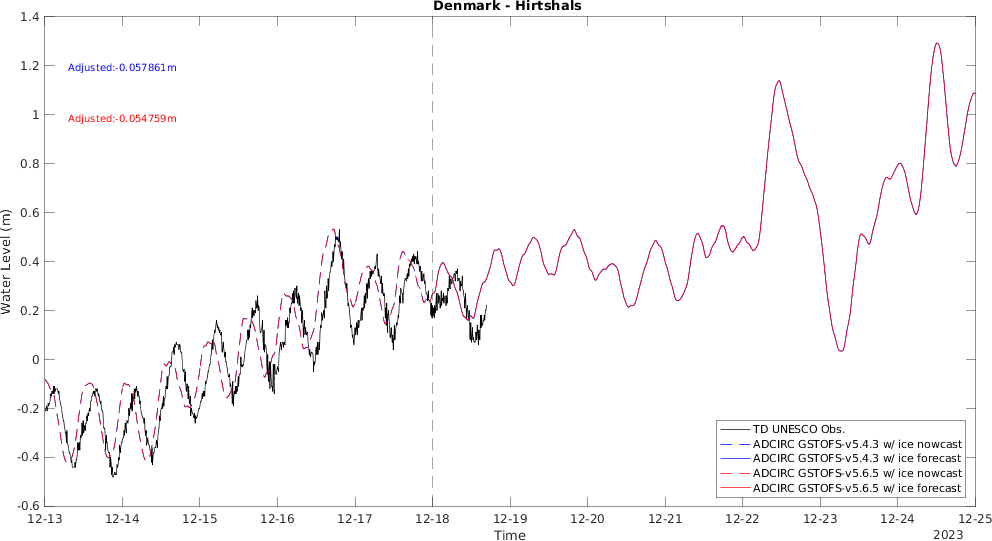 Denmark - Hirtshals
1.4
1.2
1
0.8
0.6
0.4
0.2
0
-0.2
-0.4
-0.6
Water Level (m)
Adjusted:-0.057861m
Adjusted:-0.054759m
TD UNESCO Obs.
ADCIRC GSTOFS-v5.4.3 w/ ice nowcast
ADCIRC GSTOFS-v5.4.3 w/ ice forecast
ADCIRC GSTOFS-v5.6.5 w/ ice nowcast
ADCIRC GSTOFS-v5.6.5 w/ ice forecast
12-13 12-14 12-15 12-16 12-17 12-18 12-19 12-20 12-21 12-22 12-23 12-24 12-25
Time
2023